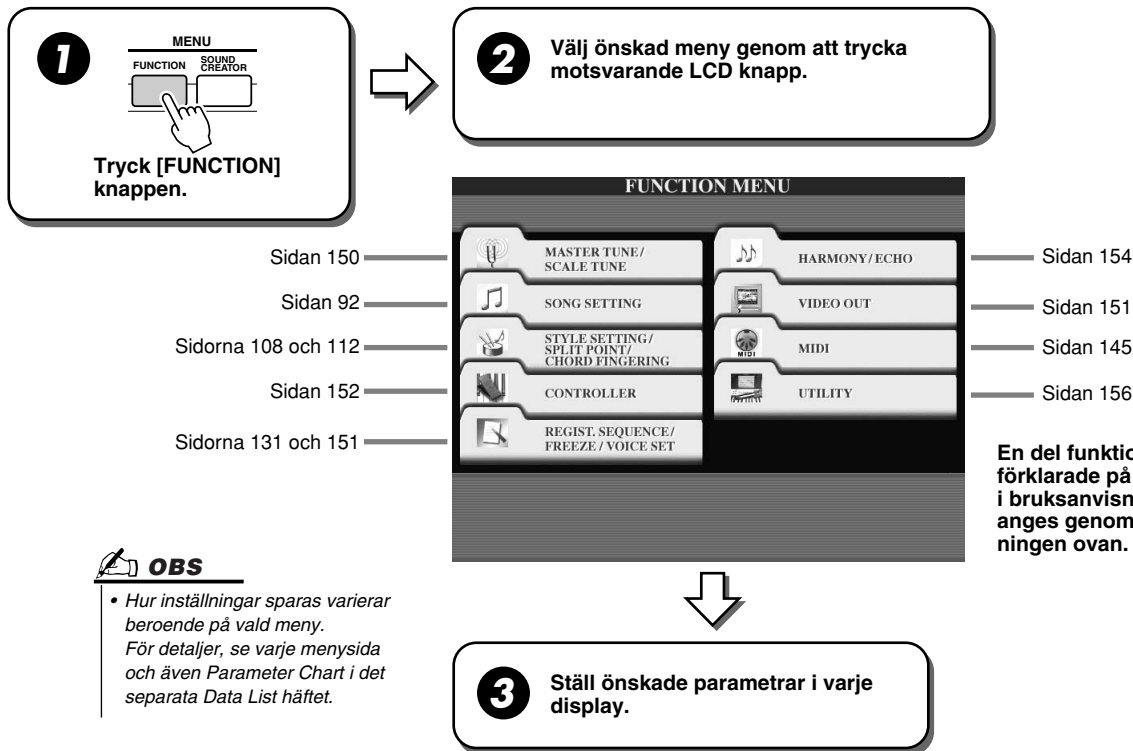 1
MENU
FUNCTION
SOUND
CREATOR
Tryck [FUNCTION]
knappen.
2
Välj önskad meny genom att trycka
motsvarande LCD knapp.
FUNCTION MENU
Sidan 150
MASTER TUNE/
SCALE TUNE
HARMONY/ECHO
Sidan 154
Sidan 92
SONG SETTING
VIDEO OUT
Sidan 151
Sidorna 108 och 112
STYLE SETTING/
SPLIT POINT/
CHORD FINGERING
MIDI
MIDI
Sidan 145
Sidan 152
CONTROLLER
UTILITY
Sidan 156
Sidorna 131 och 151
REGIST. SEQUENCE/
FREEZE/VOICE SET
En del funktio
förklarade på
i bruksanvisn
anges genom
ningen ovan.
OBS
• Hur inställningar sparas varierar
beroende på vald meny.
För detaljer, se varje menysida
och även Parameter Chart i det
separata Data List häftet.
3
Ställ önskade parametrar i varje
display.